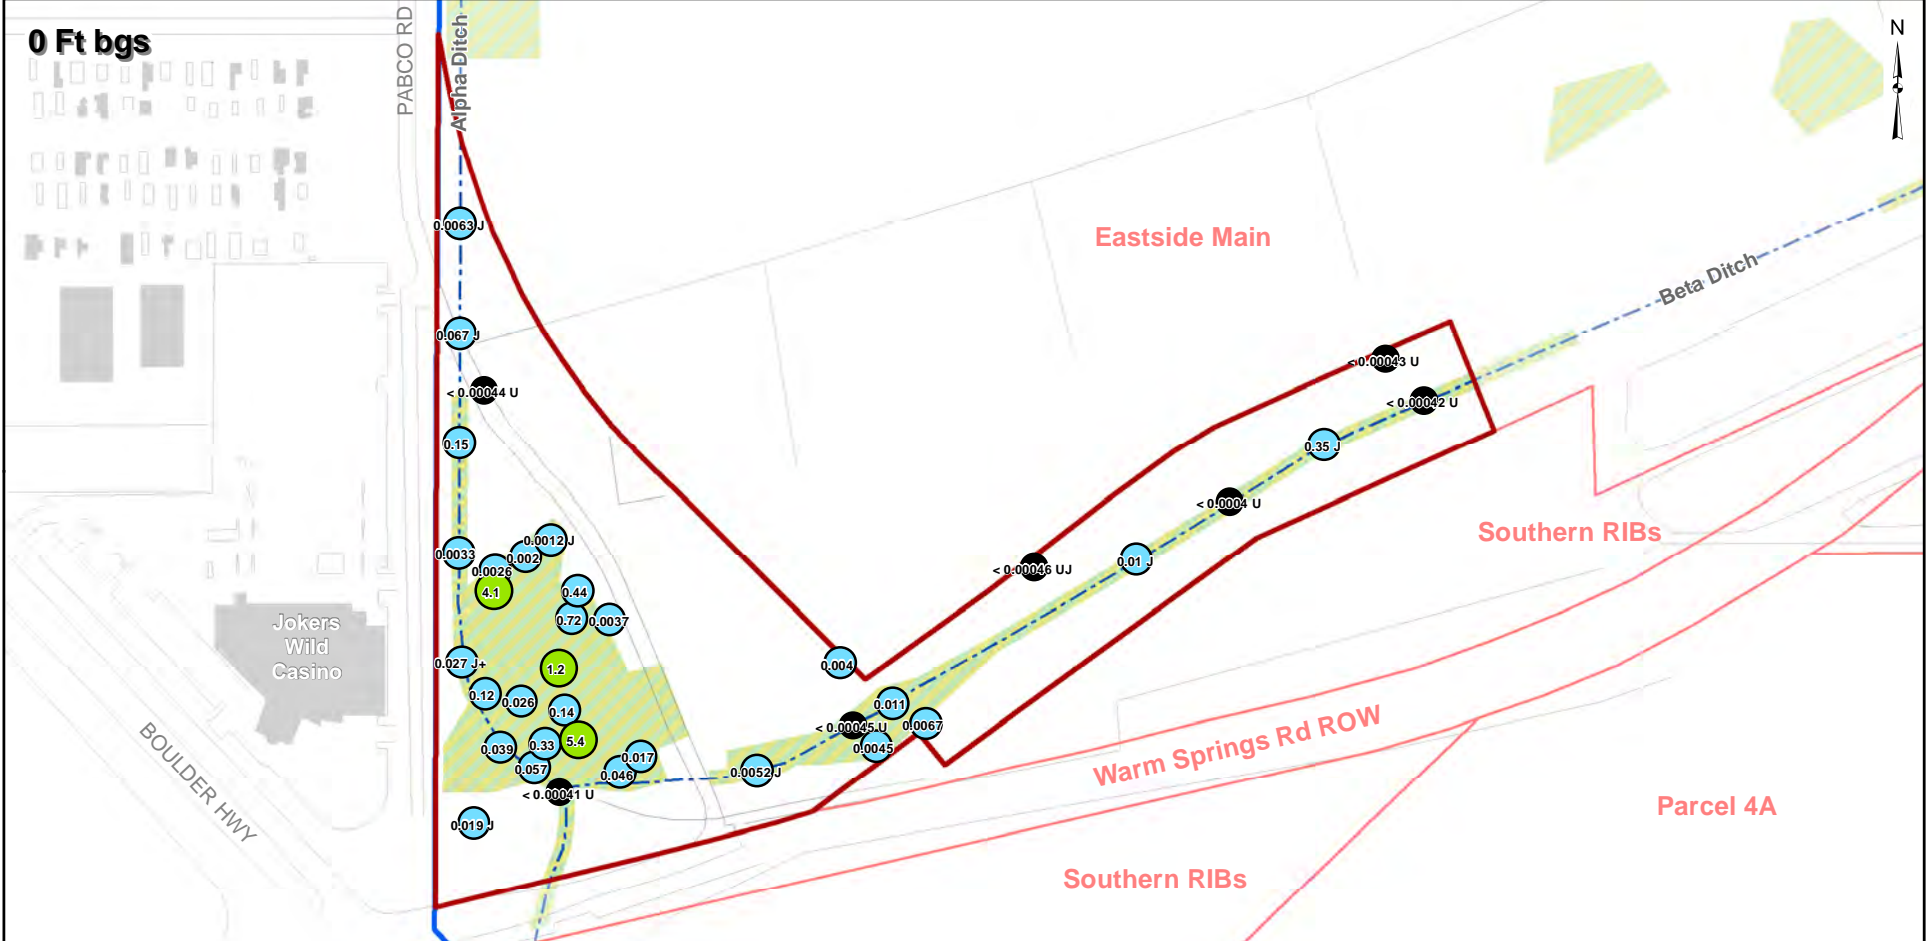 0 Ft bgs
PABCO RD
Alpha Ditch
N
0.0063 J
Eastside Main
Beta Ditch
0.067 J
< 0.00043 U
< 0.00044 U
< 0.00042 U
0.15
0.35 J
< 0.0004 U
Southern RIBs
0.0012 J
0.0033
0.002
0.0026
< 0.00046 UJ
0.01 J
4.1
0.44
0.72
0.0037
Jokers
Wild
Casino
0.027 J+
1.2
0.004
0.12
0.026
0.14
0.011
< 0.00045 U
0.0067
0.039
0.33
5.4
0.0045
0.017
0.057
0.046
0.0052 J
< 0.00041 U
0.019 J
BOULDER HWY
Warm Springs Rd ROW
Parcel 4A
Southern RIBs